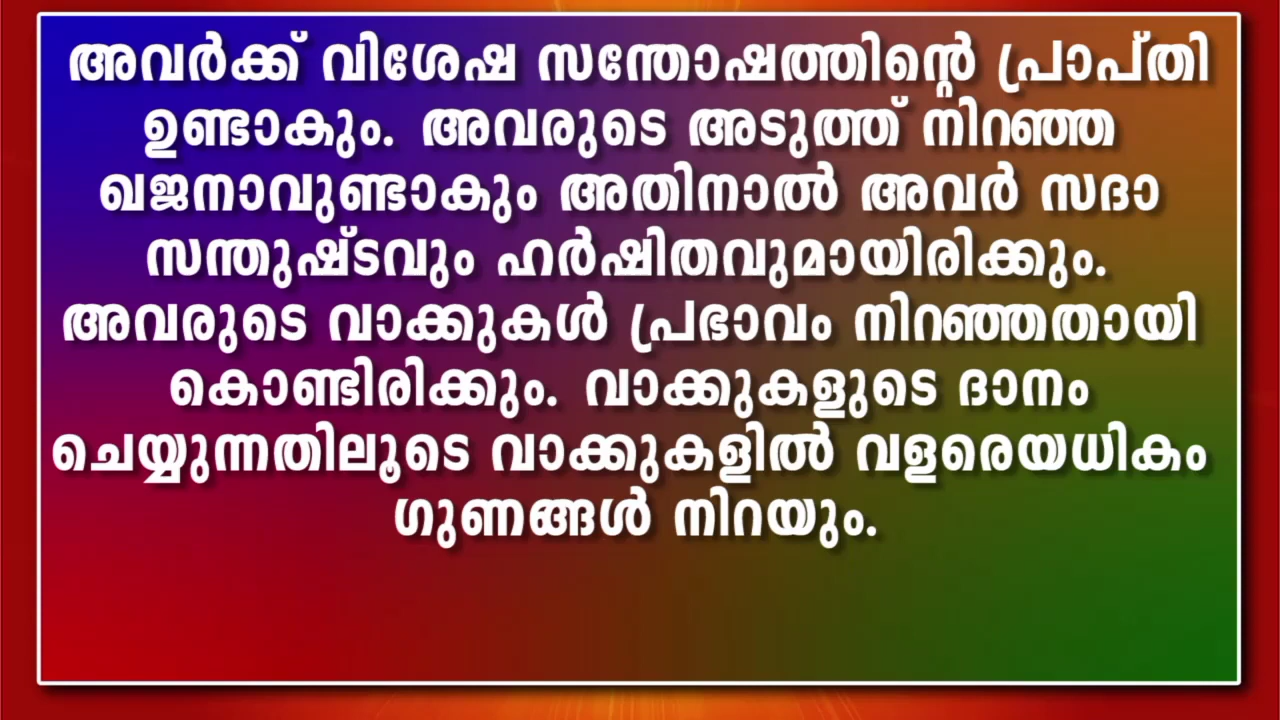 അവർക്ക് വിശേഷ സന്തോഷത്തിന്റെ പ്രാപ്തി
ഉണ്ടാകും. അവരുടെ അടുത്ത് നിറഞ്ഞ
ഖജനാവുണ്ടാകും അതിനാൽ അവർ സദാ
സന്തുഷ്ടവും ഹർഷിതവുമായിരിക്കും.
അവരുടെ വാക്കുകൾ പ്രഭാവം നിറഞ്ഞതായി
കൊണ്ടിരിക്കും. വാക്കുകളുടെ ദാനം
ചെയ്യുന്നതിലൂടെ വാക്കുകളിൽ വളരെയധികം
ഗുണങ്ങൾ നിറയും.